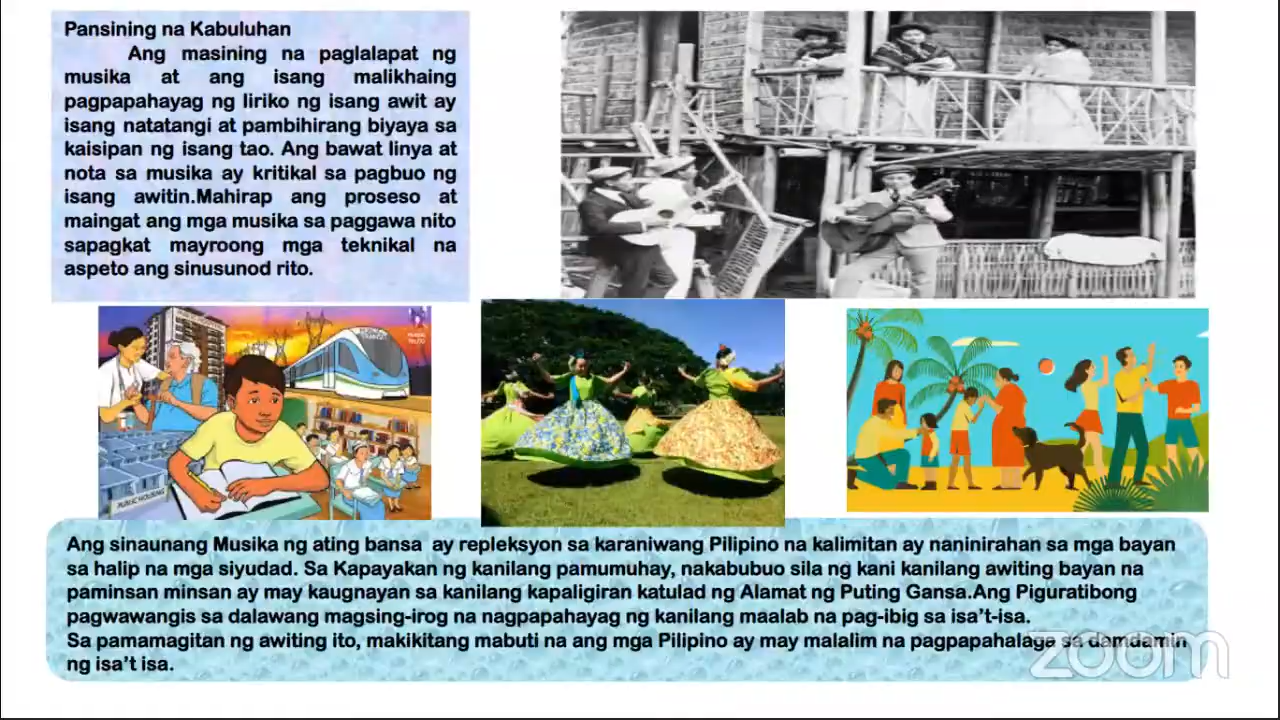 Pansining na Kabuluhan
Ang masining na paglalapat ng
musika at ang isang malikhaing
pagpapahayag ng liriko ng isang awit ay
isang natatangi at pambihirang biyaya sa
kaisipan ng isang tao. Ang bawat linya at
nota sa musika ay kritikal sa pagbuo ng
isang awitin.Mahirap ang proseso at
maingat ang mga musika sa paggawa nito
sapagkat mayroong mga teknikal na
aspeto ang sinusunod rito.
PUBLIC HOUSING
Ang sinaunang Musika ng ating bansa ay repleksyon sa karaniwang Pilipino na kalimitan ay naninirahan sa mga bayan
sa halip na mga siyudad. Sa Kapayakan ng kanilang pamumuhay, nakabubuo sila ng kani kanilang awiting bayan na
paminsan minsan ay may kaugnayan sa kanilang kapaligiran katulad ng Alamat ng Puting Gansa.Ang Piguratibong
pagwawangis sa dalawang magsing-irog na nagpapahayag ng kanilang maalab na pag-ibig sa isa't-isa.
Sa pamamagitan ng awiting ito, makikitang mabuti na ang mga Pilipino ay may malalim na pagpapahalaga sa damdamin
ng isa't isa.
zoom